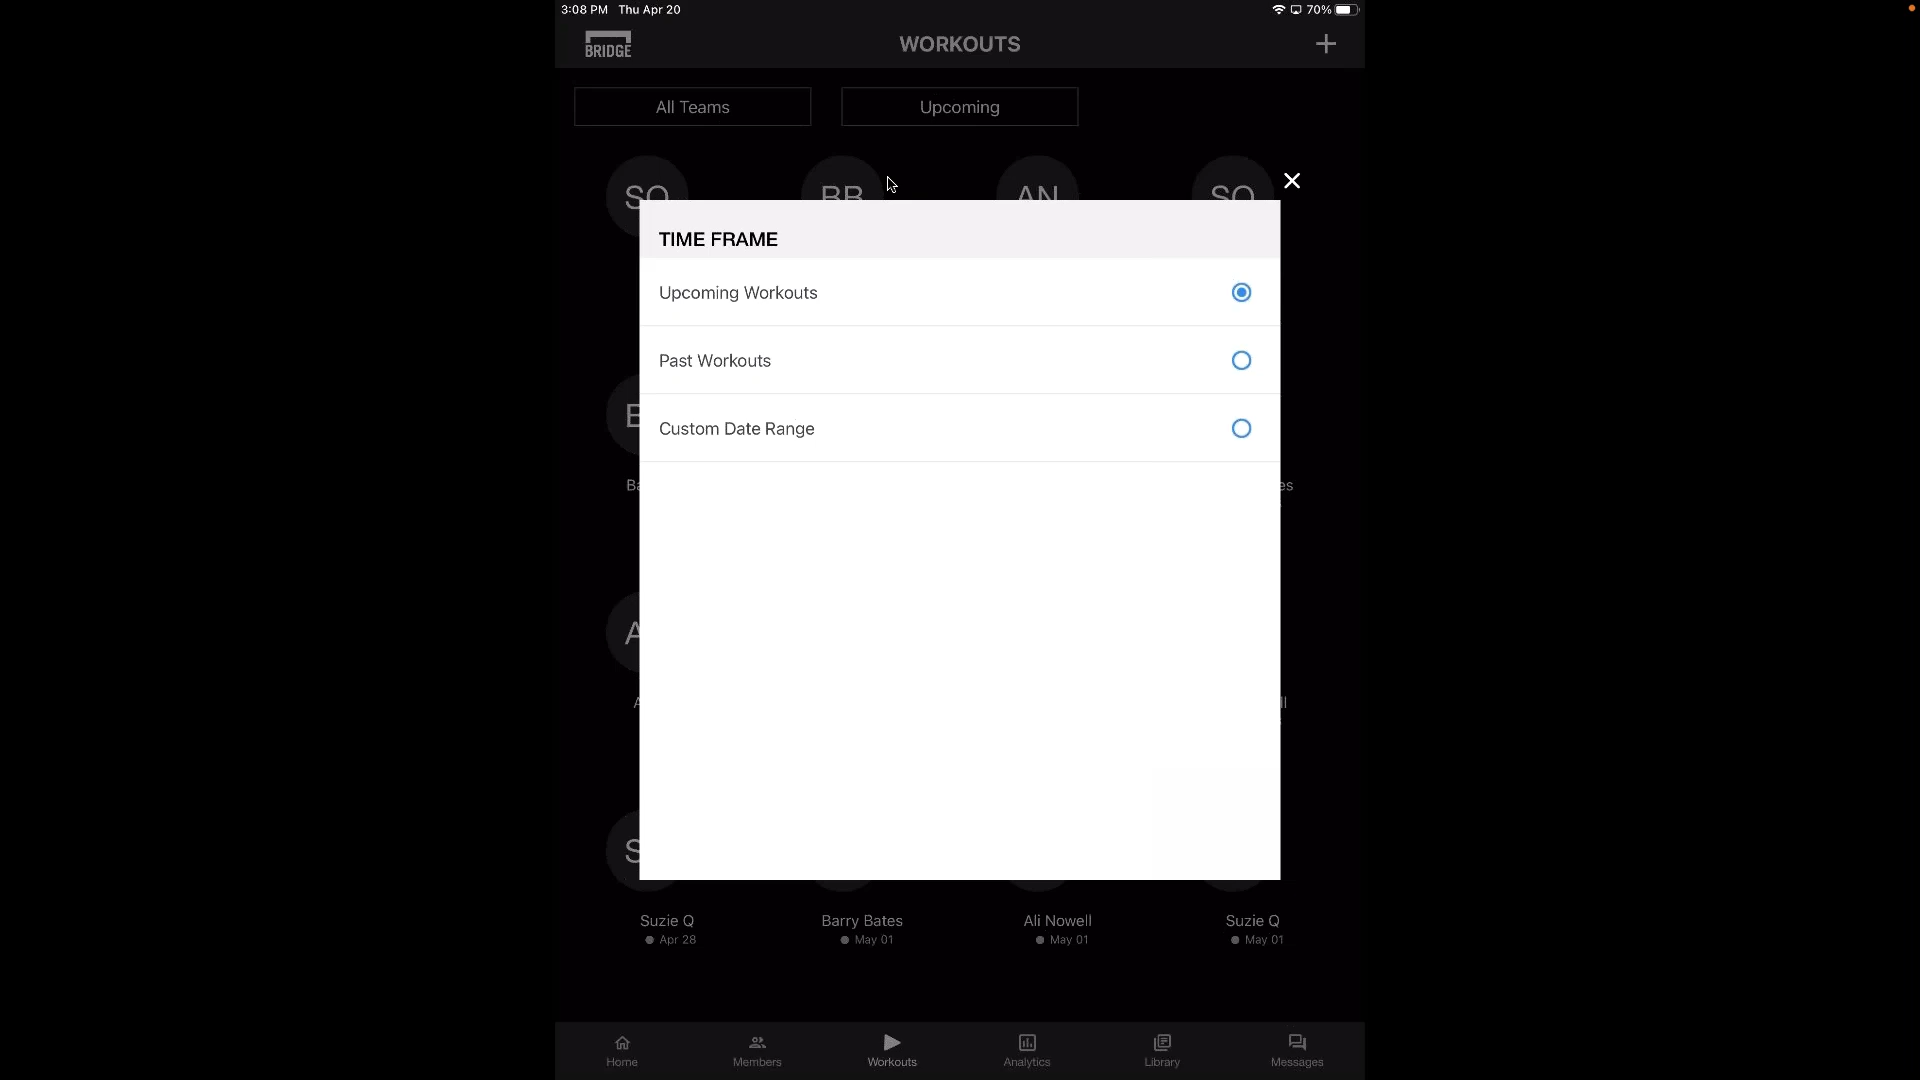 3:08 PM Thu Apr 20
70%
BRIDGE
WORKOUTS
All Teams
Upcoming
SQ
BB
AN
SQ
TIME FRAME
Upcoming Workouts
Past Workouts
Custom Date Range
Suzie Q
Barry Bates
Ali Nowell
Suzie Q
Apr 28
May 01
May 01
May 01
Home
Members
Workouts
Analytics
Library
Messages